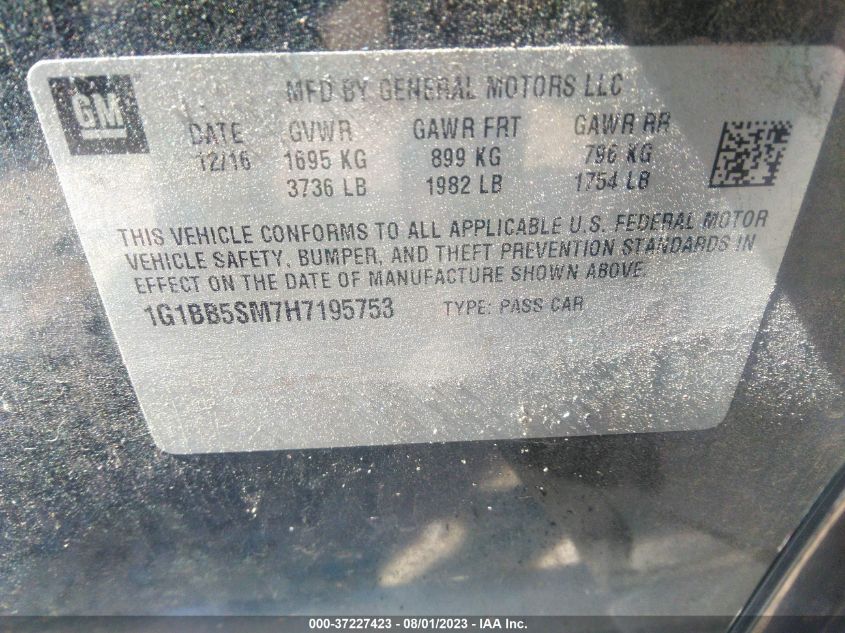 GM
MFD BY GENERAL MOTORS LLC
DATE GVWR GAWR FRT GAWR RR
12/16 1695 KG 899 KG 796 KG
3736 LB 1982 LB 1754 LB
THIS VEHICLE CONFORMS TO ALL APPLICABLE U.S. FEDERAL MOTOR
VEHICLE SAFETY, BUMPER, AND THEFT PREVENTION STANDARDS IN
EFFECT ON THE DATE OF MANUFACTURE SHOWN ABOVE.
1G1BB5SM7H7195753 TYPE: PASS CAR
000-37227423 - 08/01/2023 - IAA Inc.